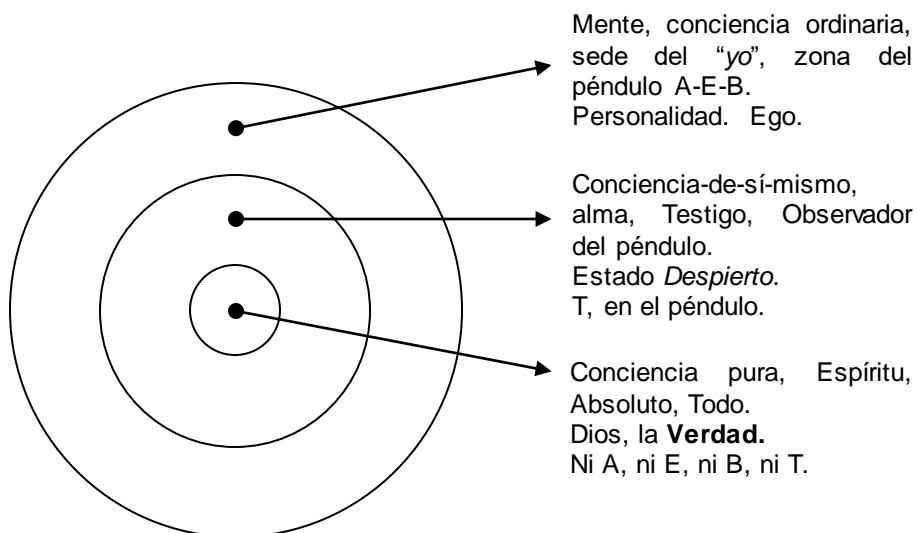 Mente, conciencia ordinaria,
sede del “yo”, zona del
péndulo A-E-B.
Personalidad. Ego.
Conciencia-de-sí-mismo,
alma, Testigo, Observador
del péndulo.
Estado Despierto.
T, en el péndulo.
Conciencia pura, Espíritu,
Absoluto, Todo.
Dios, la Verdad.
Ni A, ni E, ni B, ni T.